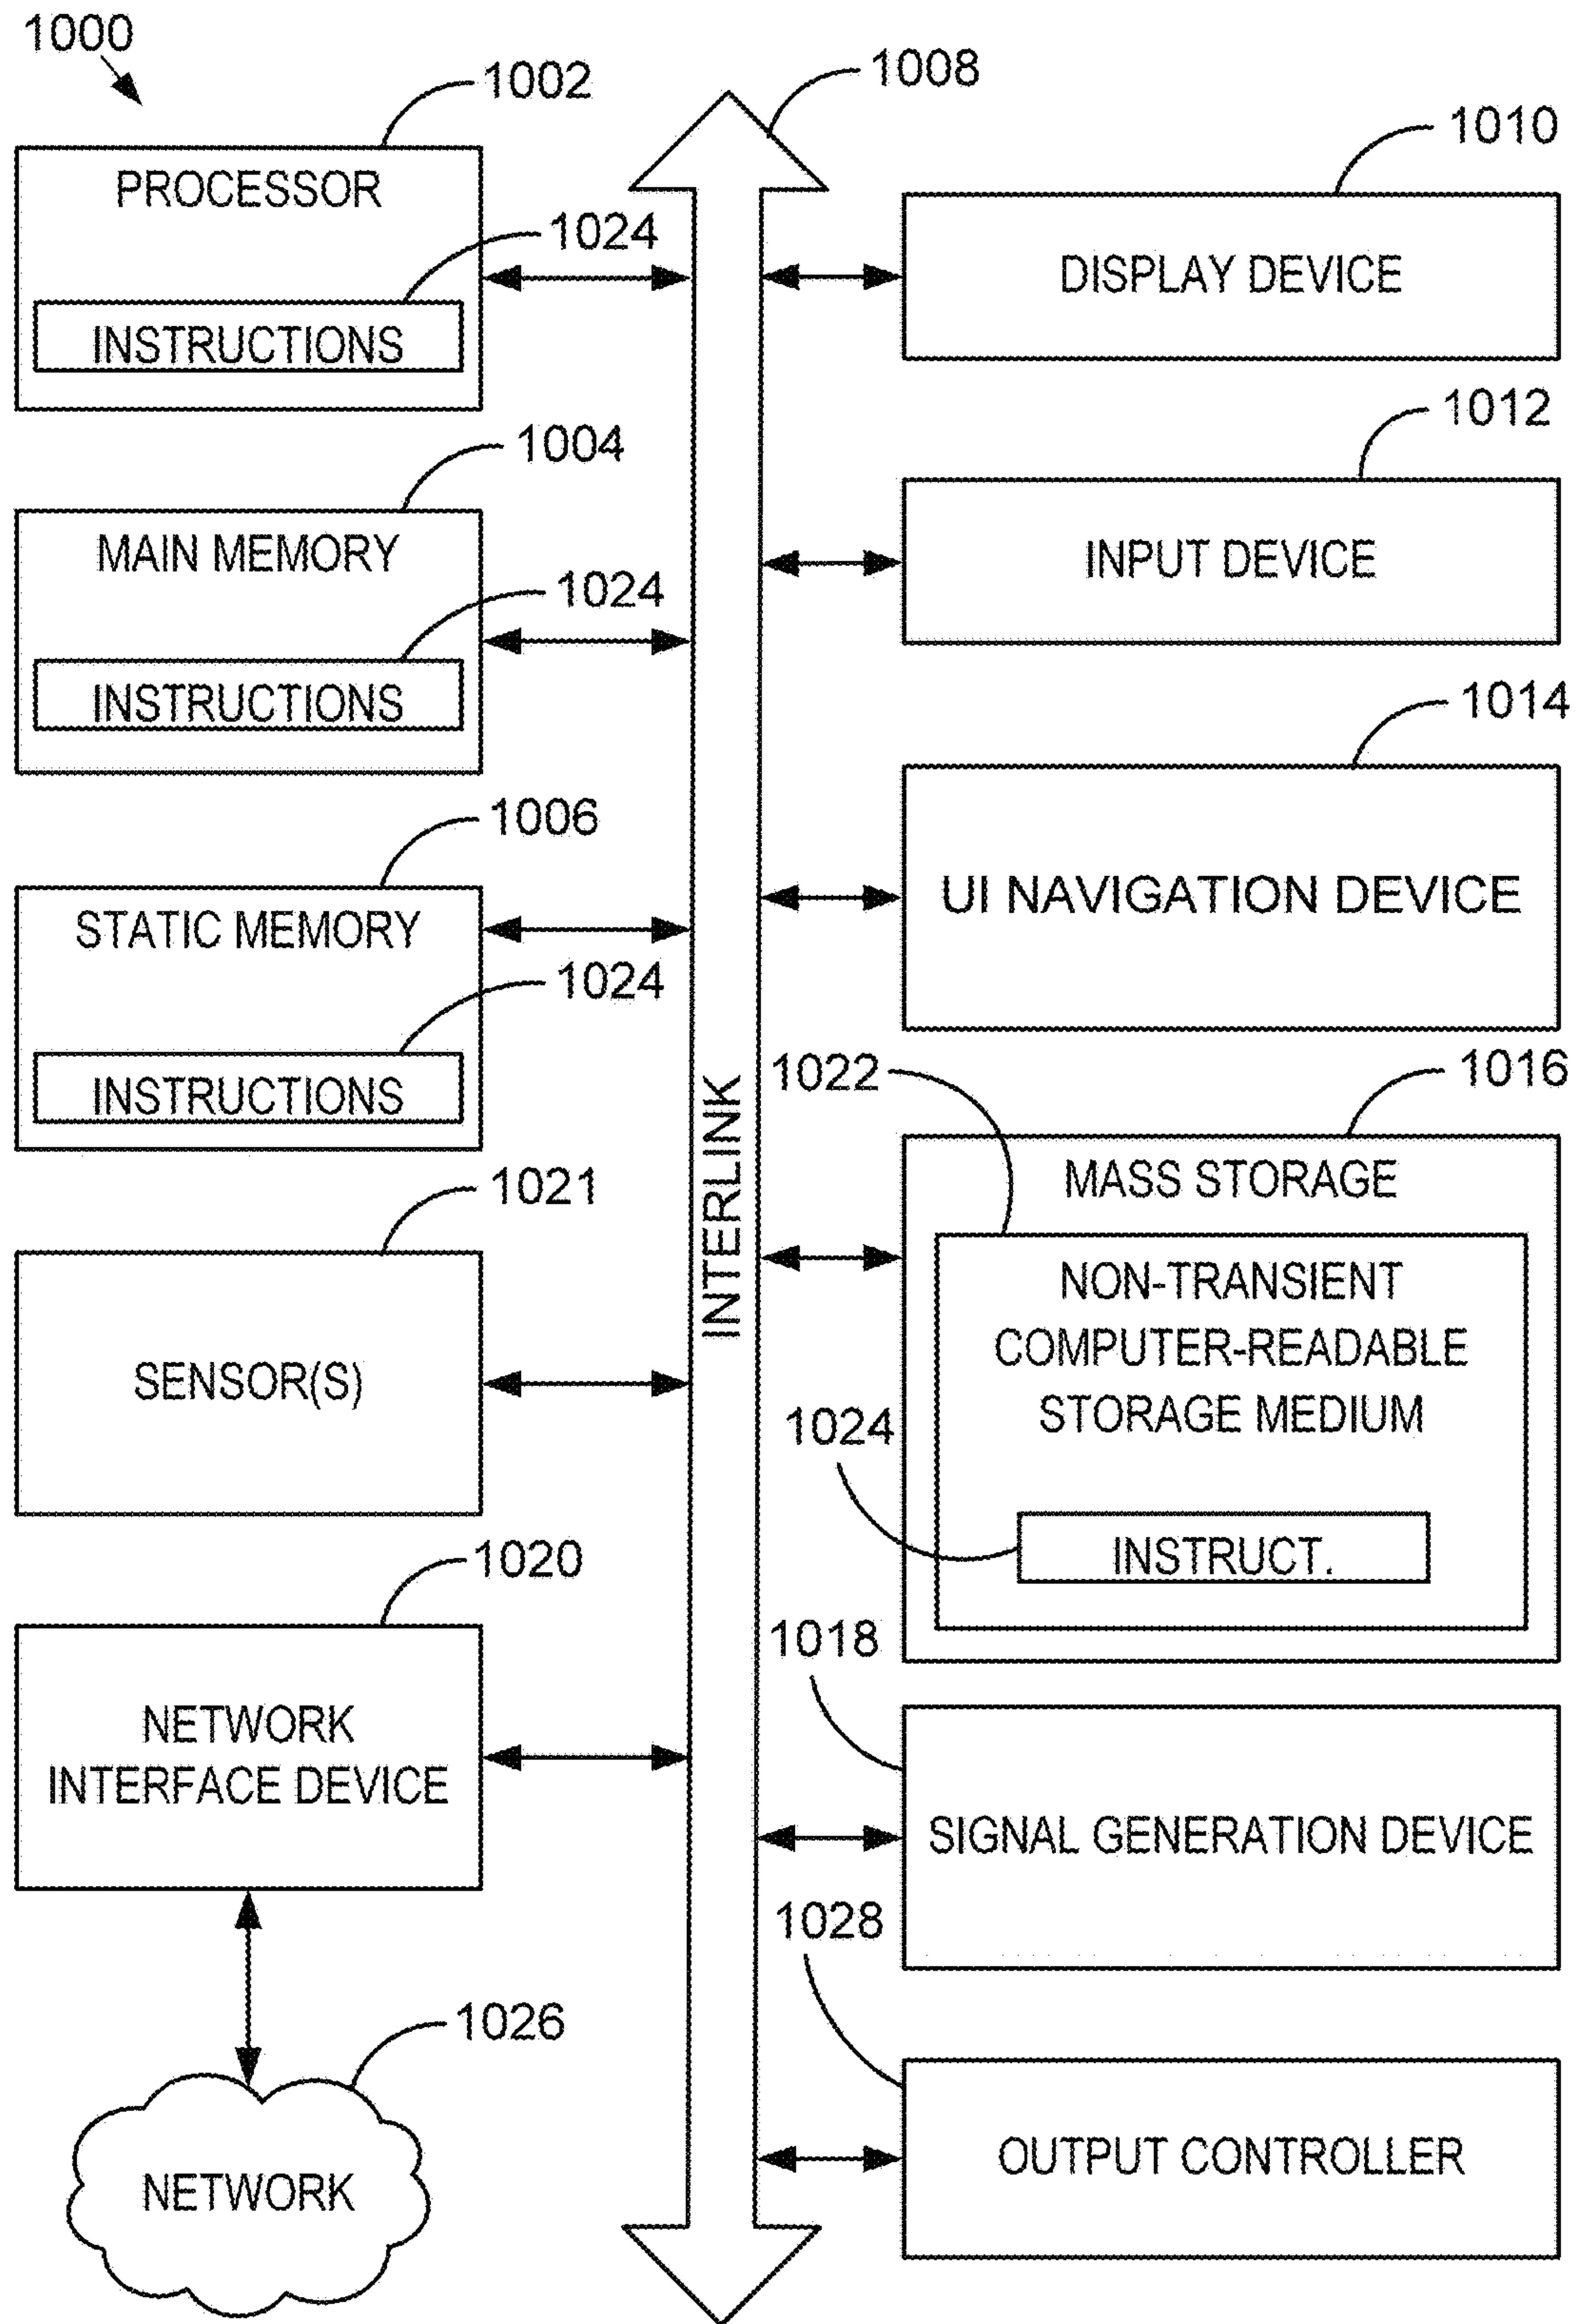 1000
1002
PROCESSOR
1024
INSTRUCTIONS
1004
MAIN MEMORY
1024
INSTRUCTIONS
1006
STATIC MEMORY
1024
INSTRUCTIONS
1021
SENSOR(S)
1020
NETWORK
INTERFACE DEVICE
1026
NETWORK
1008
INTERLINK
1010
DISPLAY DEVICE
1012
INPUT DEVICE
1014
UI NAVIGATION DEVICE
1016
MASS STORAGE
1022
NON-TRANSIENT
COMPUTER-READABLE
STORAGE MEDIUM
1024
INSTRUCT.
1018
SIGNAL GENERATION DEVICE
1028
OUTPUT CONTROLLER